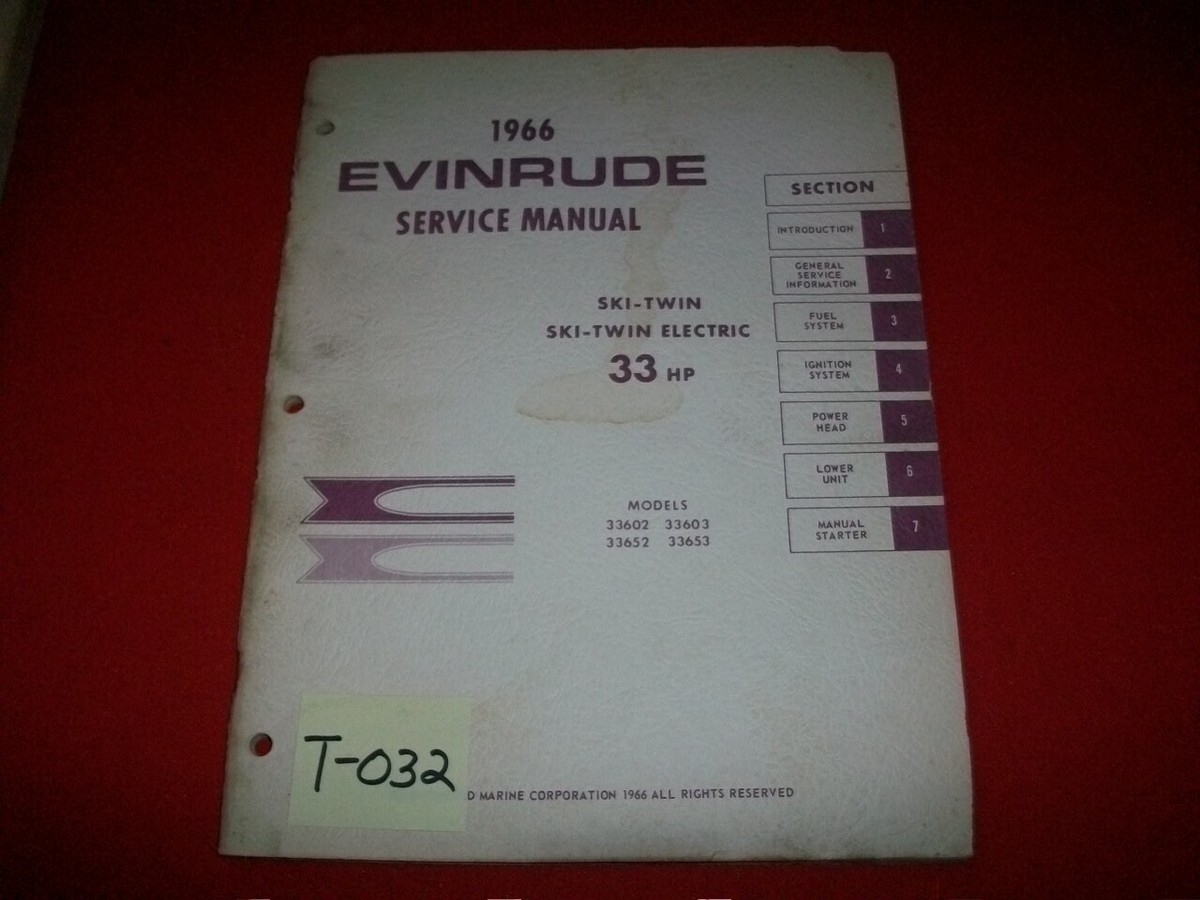 1966
EVINRUDE
SERVICE MANUAL
SKI-TWIN
SKI-TWIN ELECTRIC
33 HP
MODELS
33602 33603
33652 33653
SECTION
INTRODUCTION 1
GENERAL
SERVICE
INFORMATION
2
FUEL
SYSTEM
3
IGNITION
SYSTEM
4
POWER
HEAD
5
LOWER
UNIT
6
MANUAL
STARTER
7
T-032
D MARINE CORPORATION 1966 ALL RIGHTS RESERVED